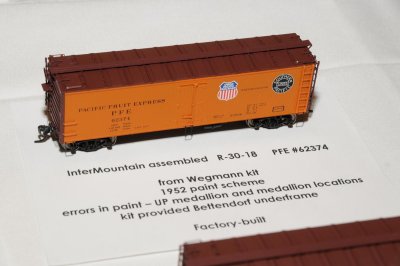 PACIFIC FRUIT EXPRESS
PFE
62374
InterMountain assembled R-30-18 PFE #62374
from Wegmann kit
1952 paint scheme
errors in paint – UP medallion and medallion locations
kit provided Bettendorf underframe
Factory-built